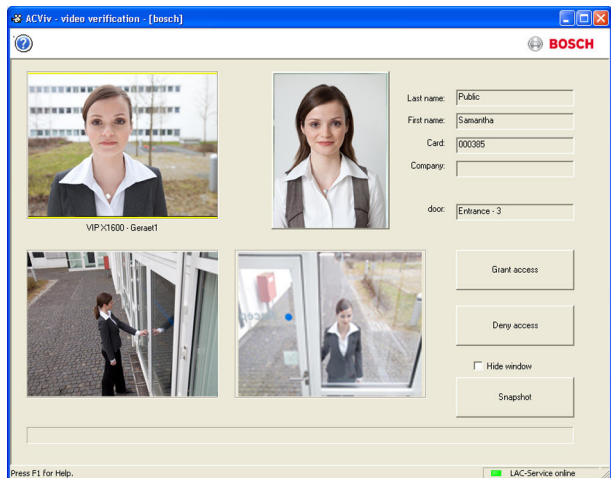 ACViv - video verification - [bosch]
BOSCH
Last name: Public
First name: Samantha
Card: 000385
Company:
door: Entrance - 3
VIP X1600 - Geraet1
Grant access
Deny access
Hide window
Snapshot
Press F1 for Help.
LAC-Service online